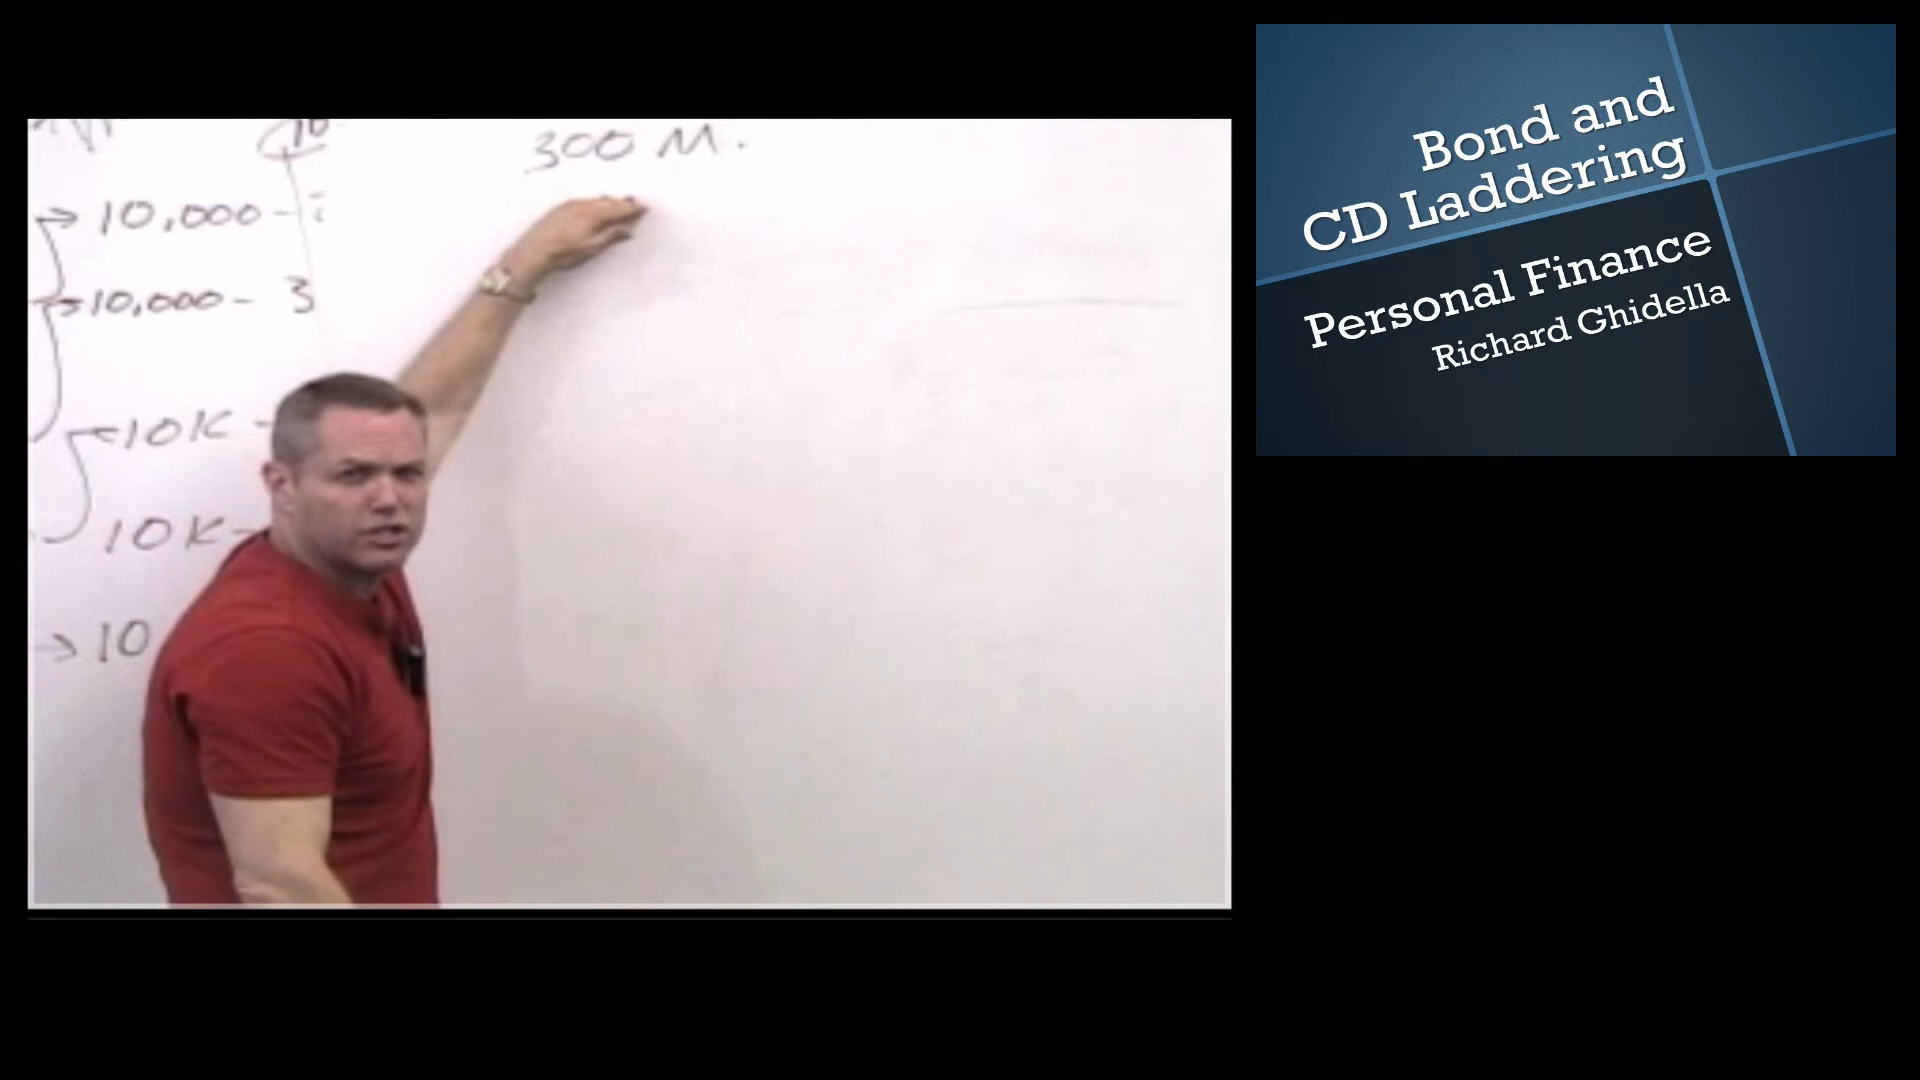 300 M.
10,000 -
10,000 - 3
10K -
10K -
10
Bond and
CD Laddering
Personal Finance
Richard Ghidella